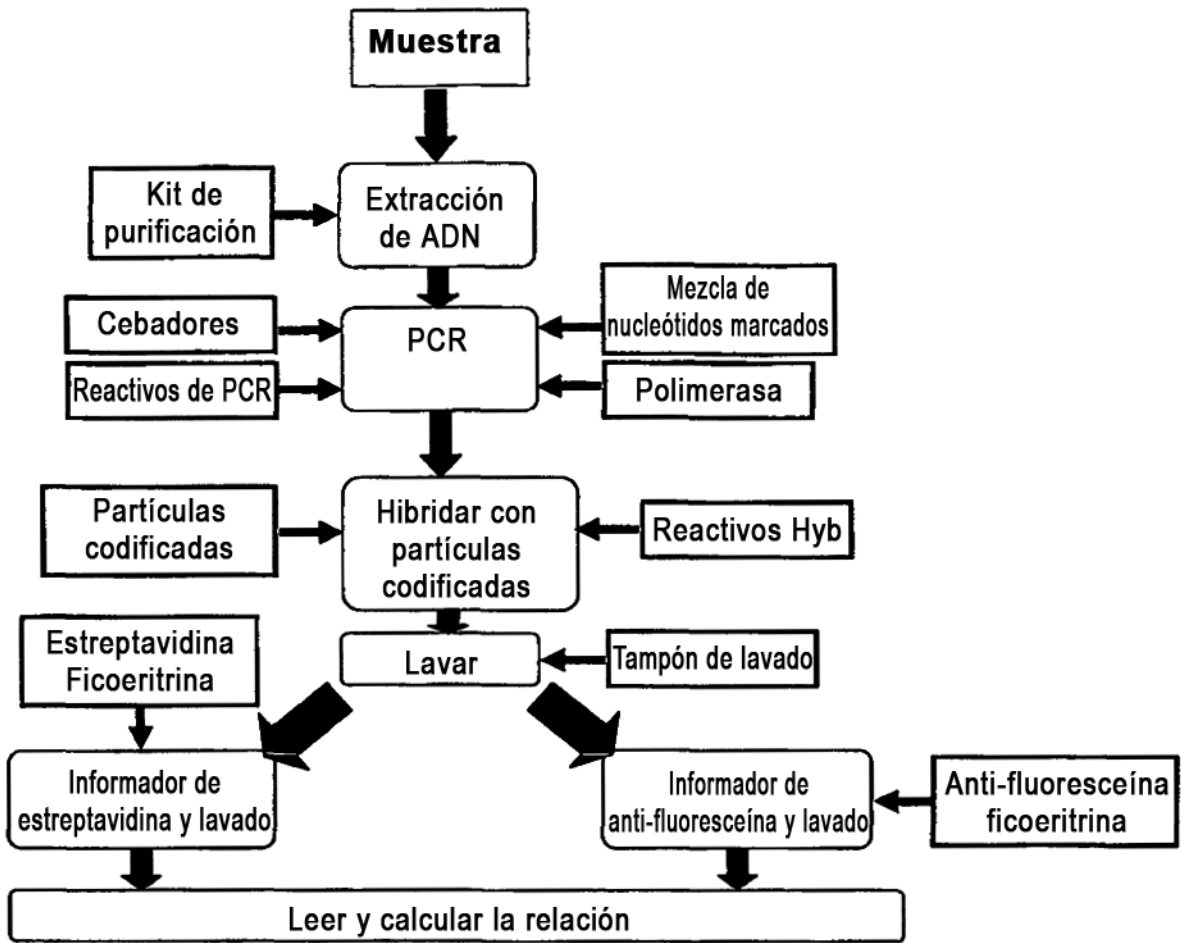 Muestra
Kit de
purificación
Extracción
de ADN
Cebadores
Reactivos de PCR
PCR
Mezcla de
nucleótidos marcados
Polimerasa
Partículas
codificadas
Hibridar con
partículas
codificadas
Reactivos Hyb
Estreptavidina
Ficoeritrina
Lavar
Tampón de lavado
Informador de
estreptavidina y lavado
Informador de
anti-fluoresceína y lavado
Anti-fluoresceína
ficoeritrina
Leer y calcular la relación